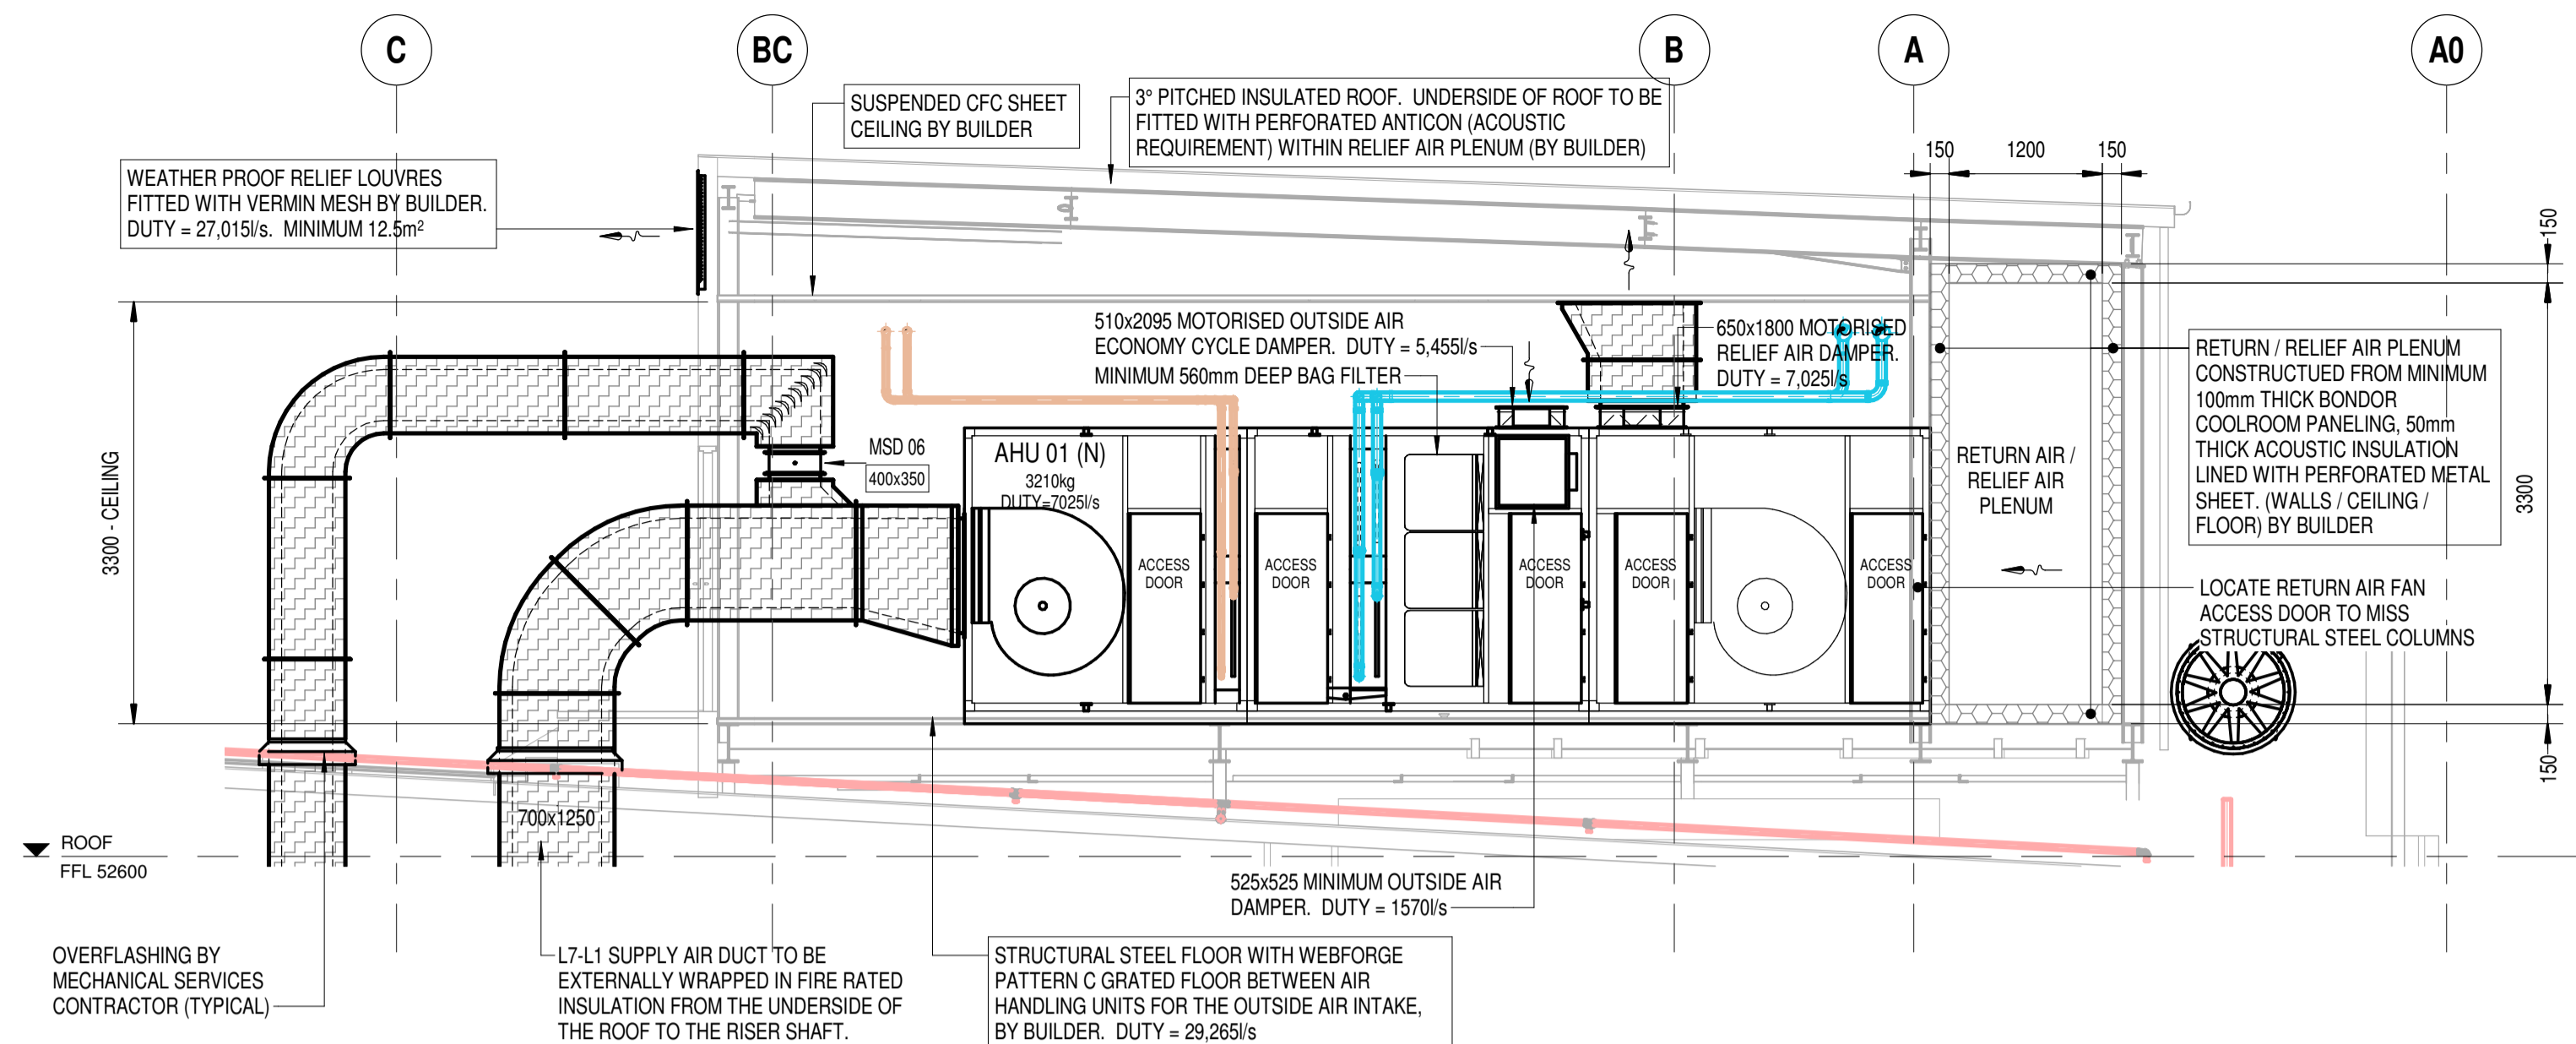 C
BC
B
A
A0
SUSPENDED CFC SHEET
CEILING BY BUILDER
3° PITCHED INSULATED ROOF. UNDERSIDE OF ROOF TO BE
FITTED WITH PERFORATED ANTICON (ACOUSTIC
REQUIREMENT) WITHIN RELIEF AIR PLENUM (BY BUILDER)
150
1200
150
WEATHER PROOF RELIEF LOUVRES
FITTED WITH VERMIN MESH BY BUILDER.
DUTY = 27,015l/s. MINIMUM 12.5m²
150
510x2095 MOTORISED OUTSIDE AIR
ECONOMY CYCLE DAMPER. DUTY = 5,455l/s
MINIMUM 560mm DEEP BAG FILTER
650x1800 MOTORISED
RELIEF AIR DAMPER.
DUTY = 7,025l/s
RETURN / RELIEF AIR PLENUM
CONSTRUCTUED FROM MINIMUM
100mm THICK BONDOR
COOLROOM PANELING, 50mm
THICK ACOUSTIC INSULATION
LINED WITH PERFORATED METAL
SHEET. (WALLS / CEILING /
FLOOR) BY BUILDER
3300 - CEILING
MSD 06
400x350
AHU 01 (N)
3210kg
DUTY=7025l/s
RETURN AIR /
RELIEF AIR
PLENUM
3300
ACCESS
DOOR
ACCESS
DOOR
ACCESS
DOOR
ACCESS
DOOR
ACCESS
DOOR
LOCATE RETURN AIR FAN
ACCESS DOOR TO MISS
STRUCTURAL STEEL COLUMNS
150
700x1250
ROOF
FFL 52600
525x525 MINIMUM OUTSIDE AIR
DAMPER. DUTY = 1570l/s
OVERFLASHING BY
MECHANICAL SERVICES
CONTRACTOR (TYPICAL)
L7-L1 SUPPLY AIR DUCT TO BE
EXTERNALLY WRAPPED IN FIRE RATED
INSULATION FROM THE UNDERSIDE OF
THE ROOF TO THE RISER SHAFT.
STRUCTURAL STEEL FLOOR WITH WEBFORGE
PATTERN C GRATED FLOOR BETWEEN AIR
HANDLING UNITS FOR THE OUTSIDE AIR INTAKE,
BY BUILDER. DUTY = 29,265l/s